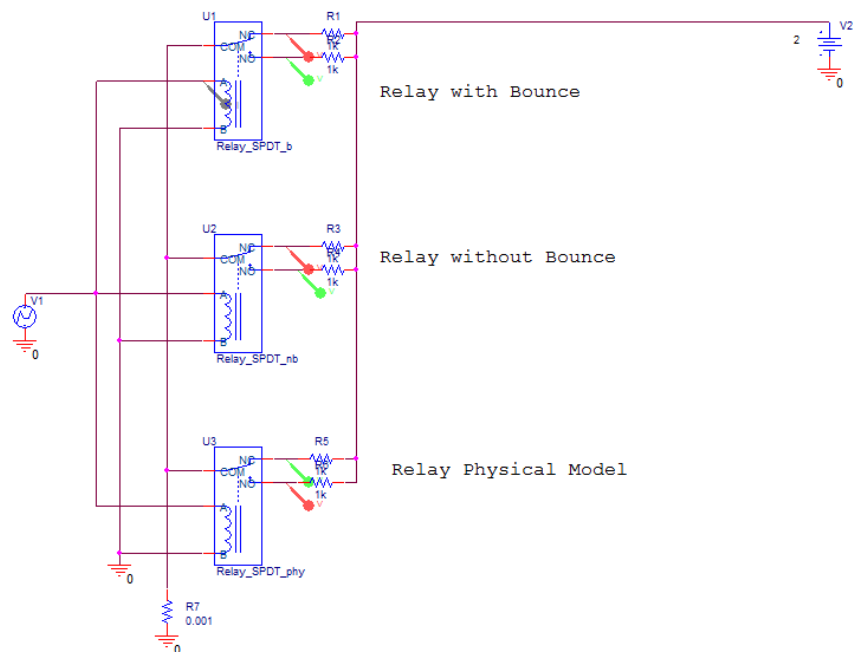 U1
R1
V2
NC
COM
R2
1k
2
NO
A
0
Relay with Bounce
B
Relay_SPDT_b
U2
R3
NC
Relay without Bounce
COM
1k
NO
1k
V1
A
0
B
Relay_SPDT_nb
U3
R5
NC
COM
1k
Relay Physical Model
NO
1k
A
B
Relay_SPDT_phy
0
R7
0.001
0